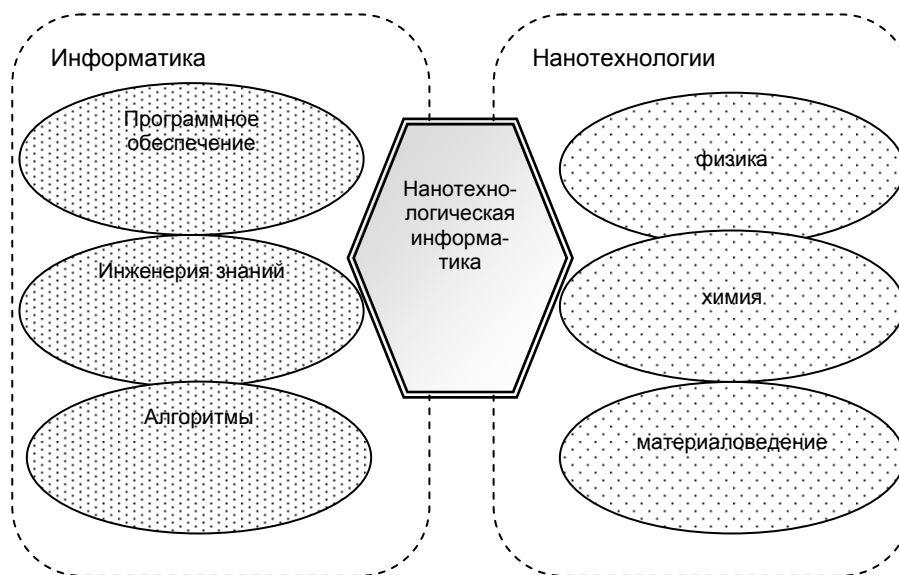 Информатика
Программное
обеспечение
Инженерия знаний
Алгоритмы
Нанотехно-
логическая
информа-
тика
Нанотехнологии
физика
химия
материаловедение